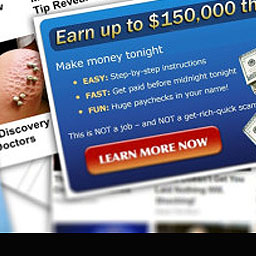 Tip Reveal
Earn up to $150,000 th
Make money tonight
• EASY: Step-by-step instructions
• FAST: Get paid before midnight tonight
• FUN: Huge paychecks in your name!
This is NOT a job – and NOT a get-rich-quick scam
LEARN MORE NOW
Discovery
Doctors